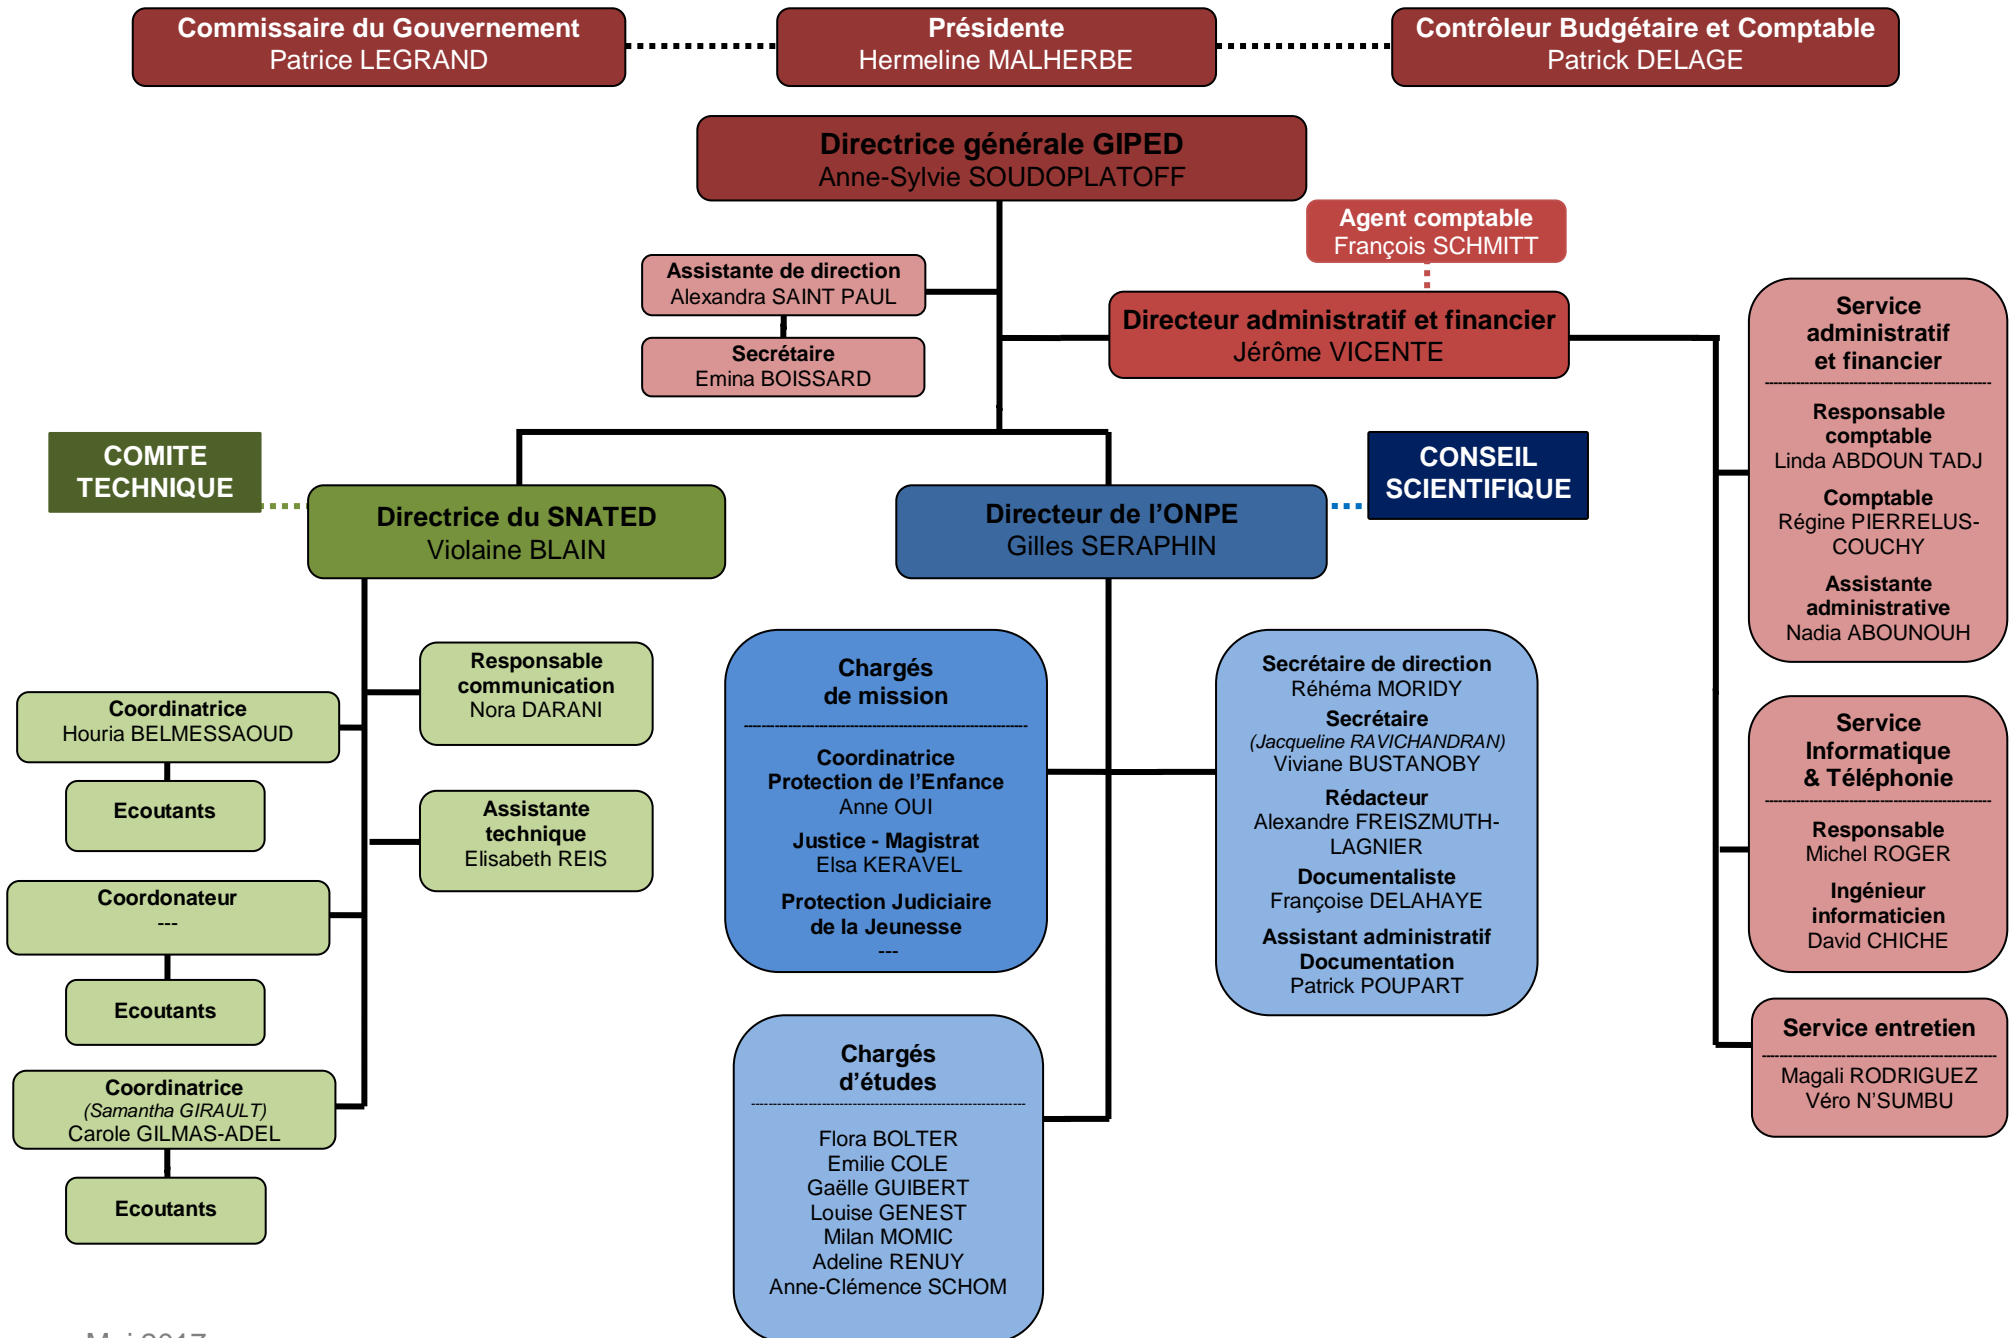 Commissaire du Gouvernement
Patrice LEGRAND
Présidente
Hermeline MALHERBE
Contrôleur Budgétaire et Comptable
Patrick DELAGE
Directrice générale GIPED
Anne-Sylvie SOUDOPLATOFF
Agent comptable
François SCHMITT
Assistante de direction
Alexandra SAINT PAUL
Secrétaire
Emina BOISSARD
Directeur administratif et financier
Jérôme VICENTE
Service
administratif
et financier
Responsable
comptable
Linda ABDOUN TADJ
Comptable
Régine PIERRELUS-
COUCHY
Assistante
administrative
Nadia ABOUNOUH
COMITE
TECHNIQUE
CONSEIL
SCIENTIFIQUE
Directrice du SNATED
Violaine BLAIN
Directeur de l’ONPE
Gilles SERAPHIN
Responsable
communication
Nora DARANI
Coordinatrice
Houria BELMESSAOUD
Ecoutants
Assistante
technique
Elisabeth REIS
Coordonateur
---
Ecoutants
Coordinatrice
(Samantha GIRAULT)
Carole GILMAS-ADEL
Ecoutants
Chargés
de mission
Coordinatrice
Protection de l’Enfance
Anne OUI
Justice - Magistrat
Elsa KERAVEL
Protection Judiciaire
de la Jeunesse
---
Secrétaire de direction
Réhéma MORIDY
Secrétaire
(Jacqueline RAVICHANDRAN)
Viviane BUSTANOBY
Rédacteur
Alexandre FREISZMUTH-
LAGNIER
Documentaliste
Françoise DELAHAYE
Assistant administratif
Documentation
Patrick POUPART
Chargés
d’études
Flora BOLTER
Emilie COLE
Gaëlle GUIBERT
Louise GENEST
Milan MOMIC
Adeline RENUY
Anne-Clémence SCHOM
Service
Informatique
& Téléphonie
Responsable
Michel ROGER
Ingénieur
informaticien
David CHICHE
Service entretien
Magali RODRIGUEZ
Véro N’SUMBU
Mai 2017